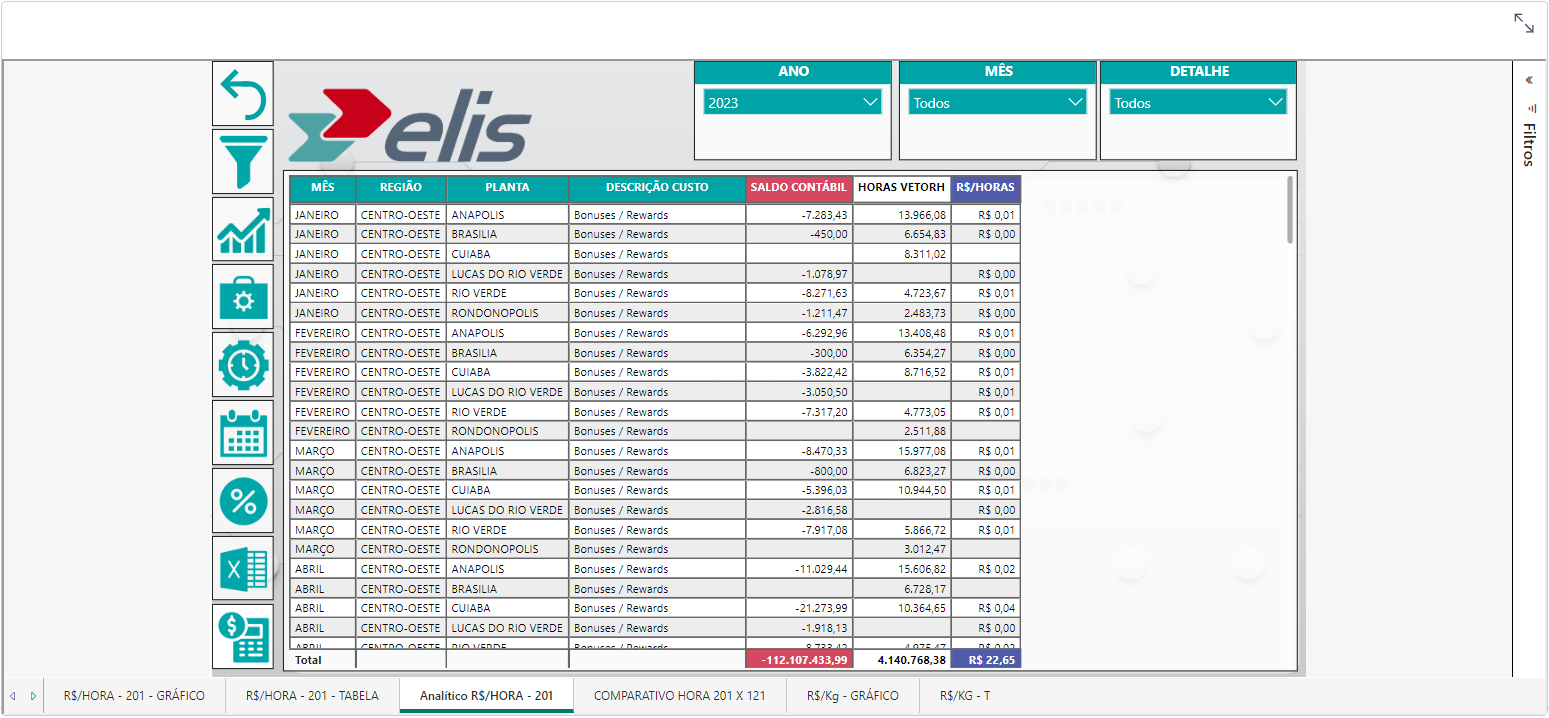 ANO MÊS DETALHE
elis
2023 Todos Todos
Filtros
MÊS REGIÃO PLANTA DESCRIÇÃO CUSTO SALDO CONTÁBIL HORAS VETORH R$/HORAS
JANEIRO CENTRO-OESTE ANAPOLIS Bonuses / Rewards -7.283,43 13.966,08 R$ 0,01
JANEIRO CENTRO-OESTE BRASILIA Bonuses / Rewards -450,00 6.654,83 R$ 0,00
JANEIRO CENTRO-OESTE CUIABA Bonuses / Rewards 8.311,02
JANEIRO CENTRO-OESTE LUCAS DO RIO VERDE Bonuses / Rewards -1.078,97 R$ 0,00
JANEIRO CENTRO-OESTE RIO VERDE Bonuses / Rewards -8.271,63 4.723,67 R$ 0,01
JANEIRO CENTRO-OESTE RONDONOPOLIS Bonuses / Rewards -1.211,47 2.483,73 R$ 0,00
FEVEREIRO CENTRO-OESTE ANAPOLIS Bonuses / Rewards -6.292,96 13.408,48 R$ 0,01
FEVEREIRO CENTRO-OESTE BRASILIA Bonuses / Rewards -300,00 6.354,27 R$ 0,00
FEVEREIRO CENTRO-OESTE CUIABA Bonuses / Rewards -3.822,42 8.716,52 R$ 0,01
FEVEREIRO CENTRO-OESTE LUCAS DO RIO VERDE Bonuses / Rewards -3.050,50 R$ 0,01
FEVEREIRO CENTRO-OESTE RIO VERDE Bonuses / Rewards -7.317,20 4.773,05 R$ 0,01
FEVEREIRO CENTRO-OESTE RONDONOPOLIS Bonuses / Rewards 2.511,88
MARÇO CENTRO-OESTE ANAPOLIS Bonuses / Rewards -8.470,33 15.977,08 R$ 0,01
MARÇO CENTRO-OESTE BRASILIA Bonuses / Rewards -800,00 6.823,27 R$ 0,00
MARÇO CENTRO-OESTE CUIABA Bonuses / Rewards -5.396,03 10.944,50 R$ 0,01
MARÇO CENTRO-OESTE LUCAS DO RIO VERDE Bonuses / Rewards -2.816,58 R$ 0,00
MARÇO CENTRO-OESTE RIO VERDE Bonuses / Rewards -7.917,08 5.866,72 R$ 0,01
MARÇO CENTRO-OESTE RONDONOPOLIS Bonuses / Rewards 3.012,47
ABRIL CENTRO-OESTE ANAPOLIS Bonuses / Rewards -11.029,44 15.606,82 R$ 0,02
ABRIL CENTRO-OESTE BRASILIA Bonuses / Rewards 6.728,17
ABRIL CENTRO-OESTE CUIABA Bonuses / Rewards -21.273,99 10.364,65 R$ 0,04
ABRIL CENTRO-OESTE LUCAS DO RIO VERDE Bonuses / Rewards -1.918,13 R$ 0,00
ABRIL CENTRO-OESTE RIO VERDE Bonuses / Rewards
Total -112.107.433,99 4.140.768,38 R$ 22,65
R$/HORA - 201 - GRÁFICO R$/HORA - 201 - TABELA Analítico R$/HORA - 201 COMPARATIVO HORA 201 X 121 R$/Kg - GRÁFICO R$/KG - T